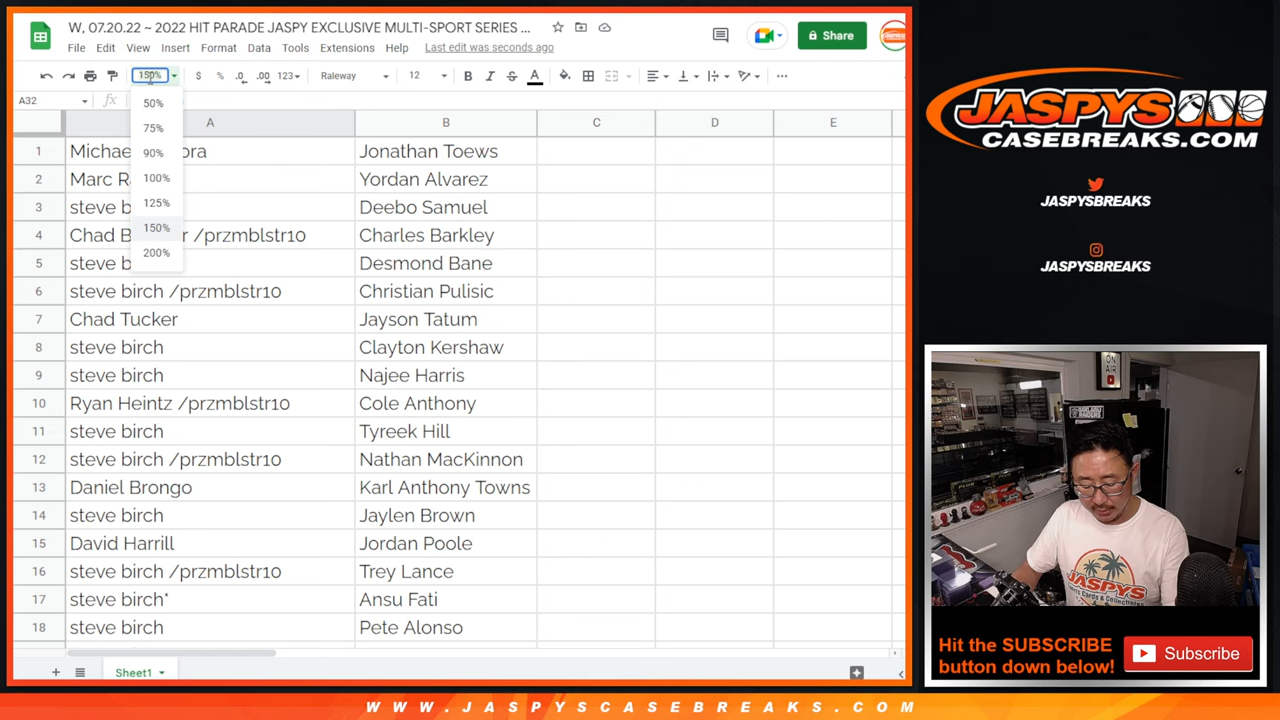 W, 07.20.22 ~ 2022 HIT PARADE JASPY EXCLUSIVE MULTI-SPORT SERIES ...
File Edit View Insert Format Data Tools Extensions Help Last edit was seconds ago
Share
150% $ % .0 .00 123 Raleway 12 B I S A
A32 fx
50%
75%
90%
100%
125%
150%
200%
A B C D E
1 Michae ora Jonathan Toews
2 Marc R Yordan Alvarez
3 steve b Deebo Samuel
4 Chad B r /przmblstr10 Charles Barkley
5 steve b Desmond Bane
6 steve birch /przmblstr10 Christian Pulisic
7 Chad Tucker Jayson Tatum
8 steve birch Clayton Kershaw
9 steve birch Najee Harris
10 Ryan Heintz /przmblstr10 Cole Anthony
11 steve birch Tyreek Hill
12 steve birch /przmblstr10 Nathan MacKinnon
13 Daniel Brongo Karl Anthony Towns
14 steve birch Jaylen Brown
15 David Harrill Jordan Poole
16 steve birch /przmblstr10 Trey Lance
17 steve birch* Ansu Fati
18 steve birch Pete Alonso
Sheet1
JASPYS
CASEBREAKS.COM
JASPYSBREAKS
JASPYSBREAKS
ON AIR
JASPYS
Hit the SUBSCRIBE
button down below!
Subscribe
WWW.JASPYSCASEBREAKS.COM